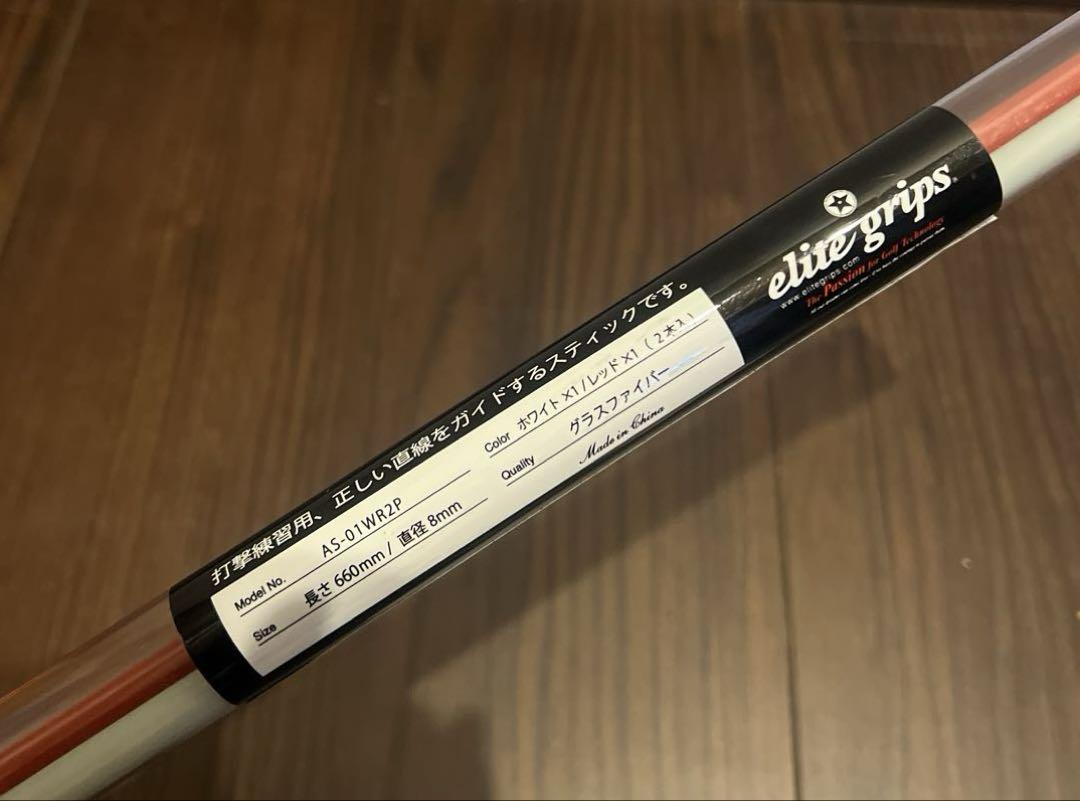 elite grips
www.elitegrips.com
The Passion for Golf Technology
打撃練習用、正しい直線をガイドするスティックです。
Model No. AS-01WR2P
Size 長さ 660mm / 直径 8mm
Color ホワイト×1/レッド×1 (2本入)
Quality グラスファイバー
Made in China